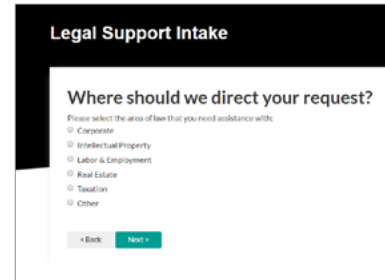 Legal Support Intake
Where should we direct your request?
Please select the area of law that you need assistance with:
Corporate
Intellectual Property
Labor & Employment
Real Estate
Taxation
Other
< Back
Next >